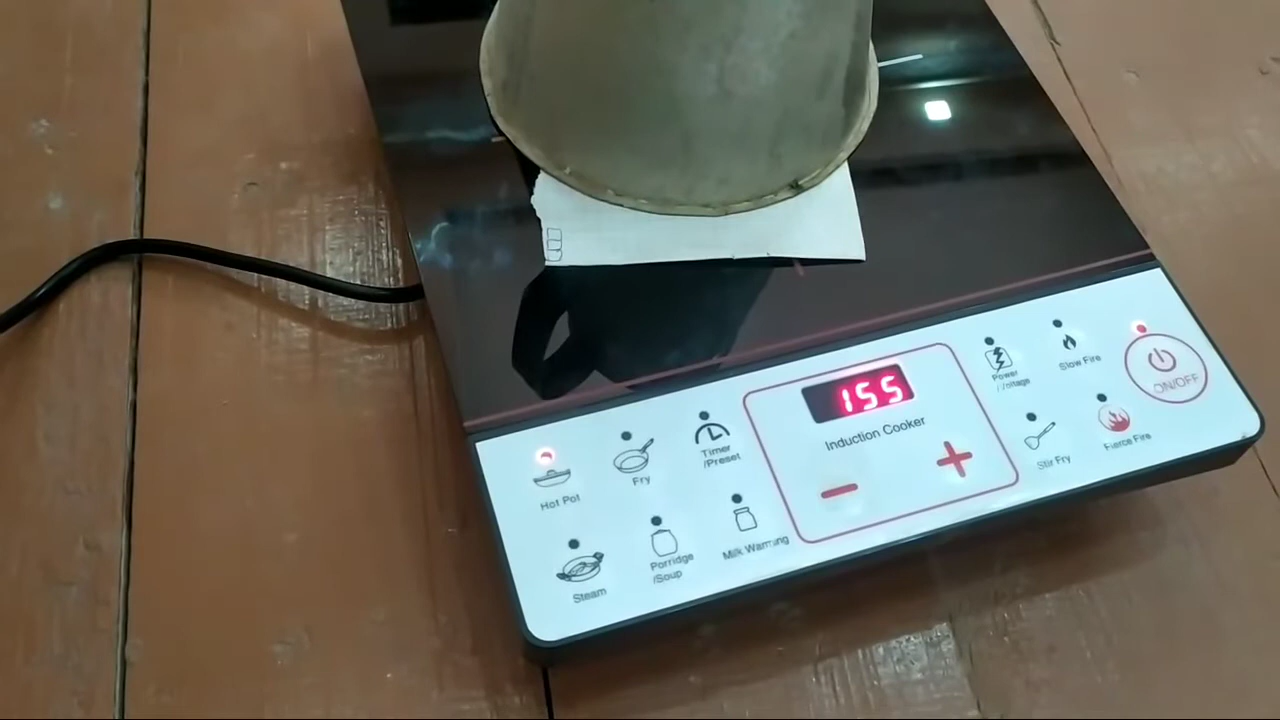 155
Induction Cooker
Hot Pot
Fry
Timer
/Preset
Steam
Porridge
/Soup
Milk Warming
Power
/Voltage
Slow Fire
Stir Fry
Fierce Fire
ON/OFF